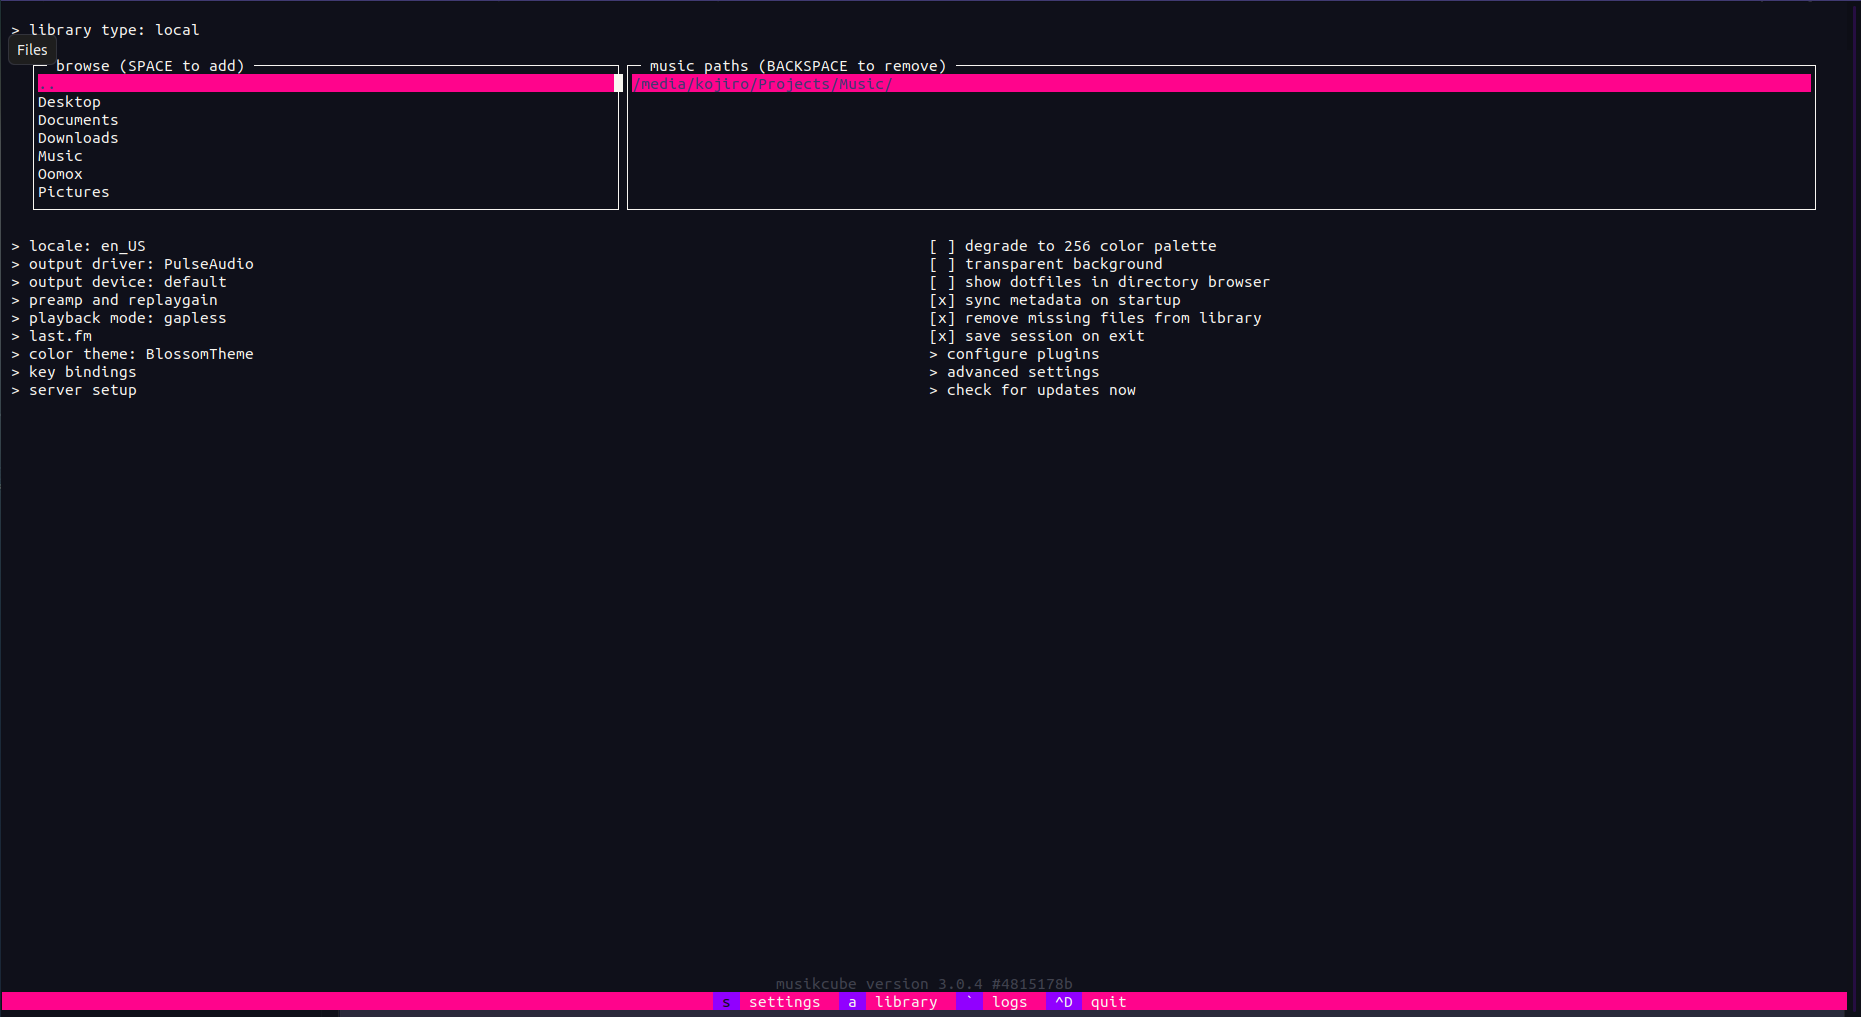 > library type: local
Files
browse (SPACE to add)
..
Desktop
Documents
Downloads
Music
Oomox
Pictures
music paths (BACKSPACE to remove)
/media/kojiro/Projects/Music/
> locale: en_US
> output driver: PulseAudio
> output device: default
> preamp and replaygain
> playback mode: gapless
> last.fm
> color theme: BlossomTheme
> key bindings
> server setup
[ ] degrade to 256 color palette
[ ] transparent background
[ ] show dotfiles in directory browser
[x] sync metadata on startup
[x] remove missing files from library
[x] save session on exit
> configure plugins
> advanced settings
> check for updates now
musikcube version 3.0.4 #4815178b
s settings a library ` logs ^D quit